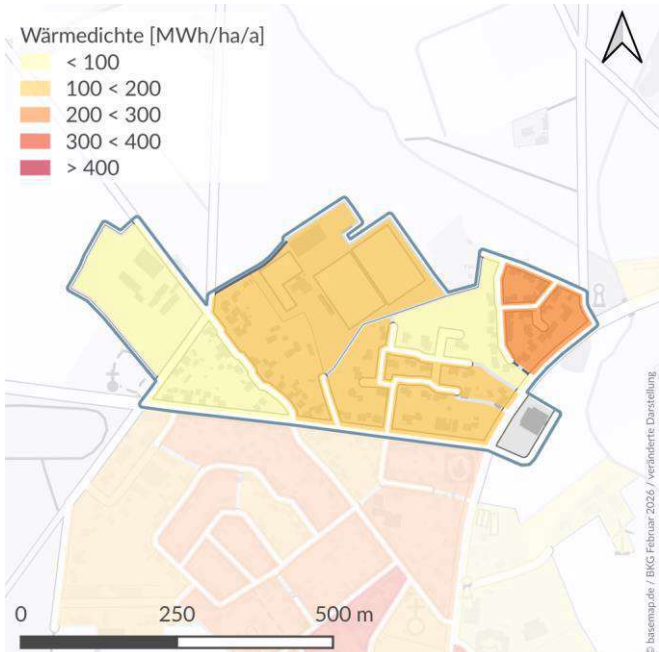 Wärmedichte [MWh/ha/a]
< 100
100 < 200
200 < 300
300 < 400
> 400
0 250 500 m
© basemap.de / BKG Februar 2026 / veränderte Darstellung